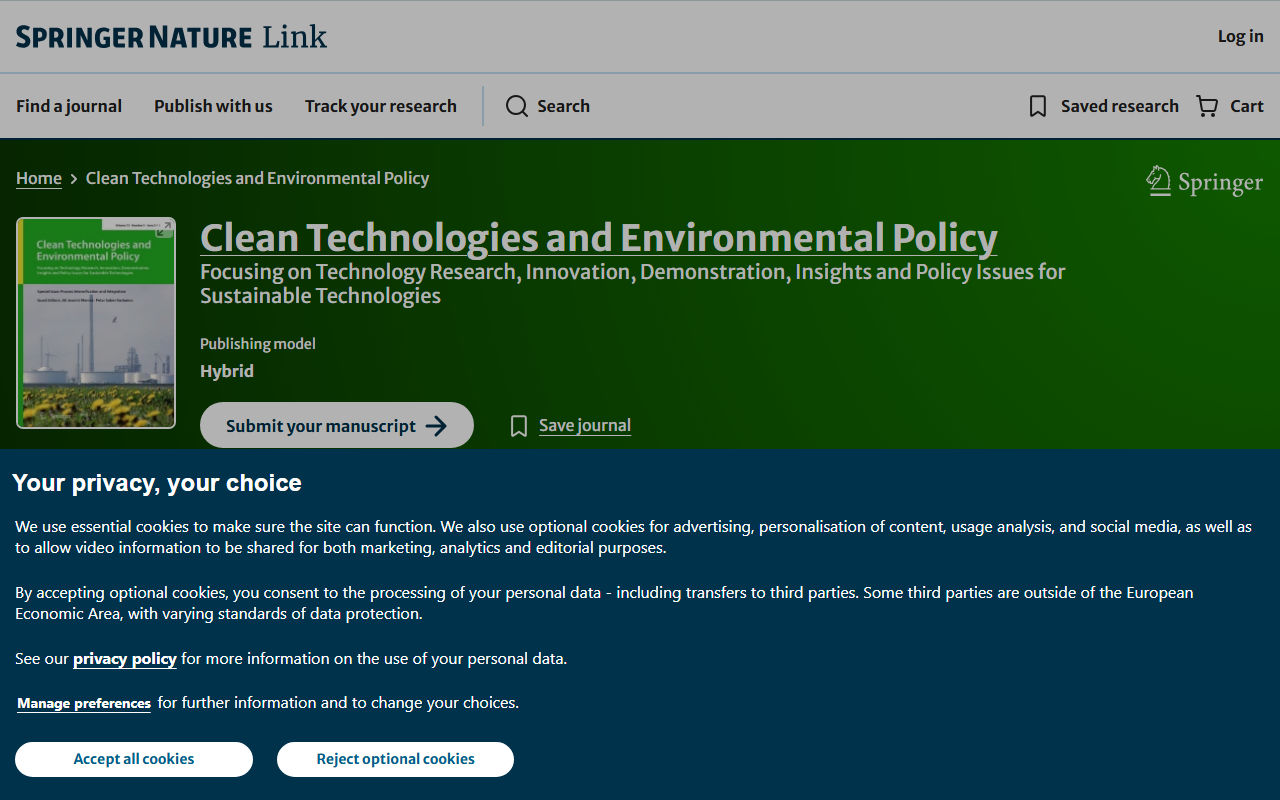 SPRINGER NATURE Link
Log in
Find a journal
Publish with us
Track your research
Search
Saved research
Cart
Home > Clean Technologies and Environmental Policy
Springer
Clean Technologies and
Environmental Policy
Clean Technologies and Environmental Policy
Focusing on Technology Research, Innovation, Demonstration, Insights and Policy Issues for
Sustainable Technologies
Publishing model
Hybrid
Submit your manuscript
Save journal
Your privacy, your choice
We use essential cookies to make sure the site can function. We also use optional cookies for advertising, personalisation of content, usage analysis, and social media, as well as
to allow video information to be shared for both marketing, analytics and editorial purposes.
By accepting optional cookies, you consent to the processing of your personal data - including transfers to third parties. Some third parties are outside of the European
Economic Area, with varying standards of data protection.
See our privacy policy for more information on the use of your personal data.
Manage preferences for further information and to change your choices.
Accept all cookies
Reject optional cookies